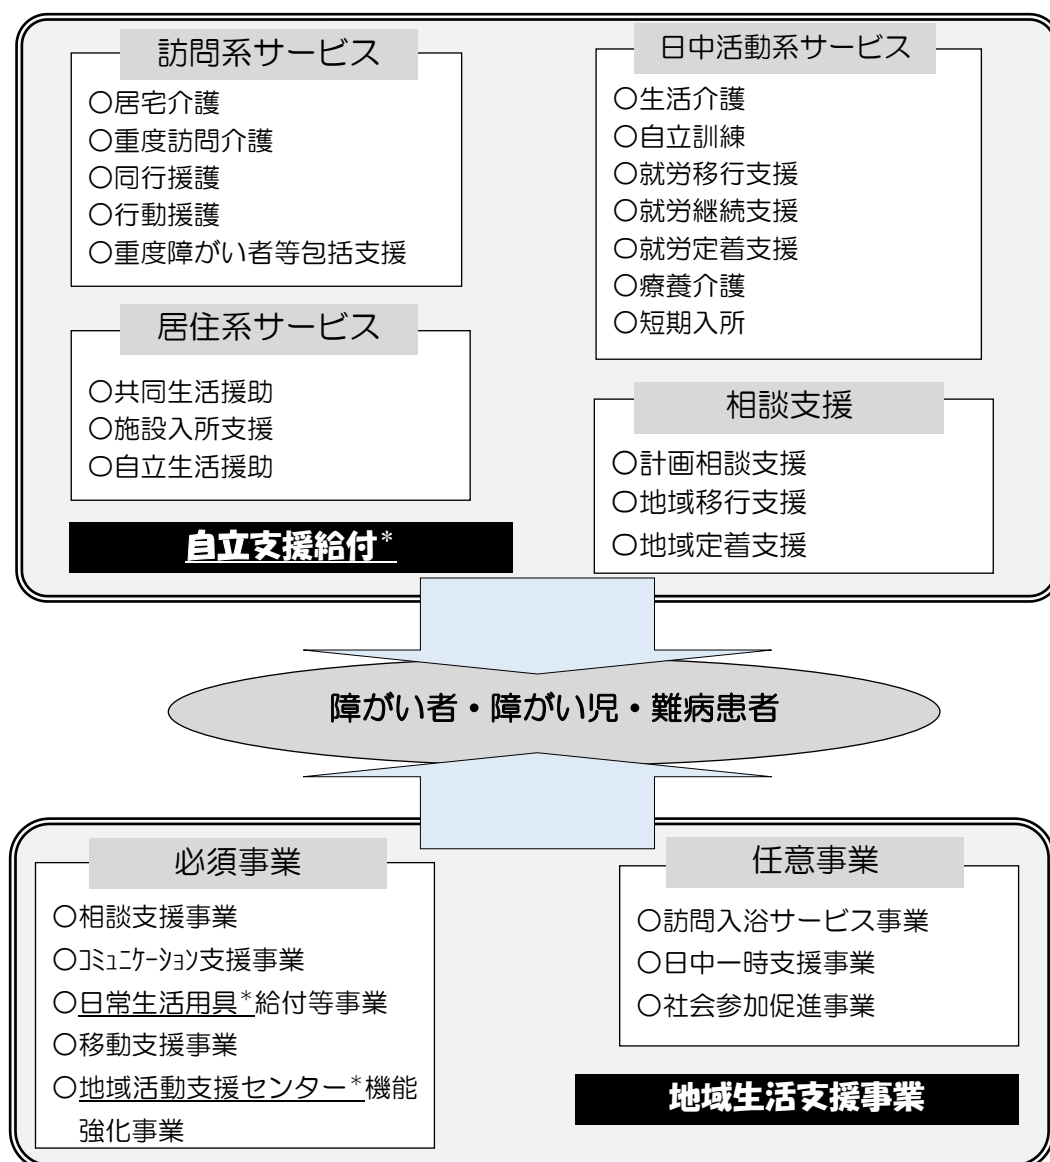 訪問系サービス
○居宅介護
○重度訪問介護
○同行援護
○行動援護
○重度障がい者等包括支援
日中活動系サービス
○生活介護
○自立訓練
○就労移行支援
○就労継続支援
○就労定着支援
○療養介護
○短期入所
居住系サービス
○共同生活援助
○施設入所支援
○自立生活援助
相談支援
○計画相談支援
○地域移行支援
○地域定着支援
自立支援給付*
障がい者・障がい児・難病患者
必須事業
○相談支援事業
○ｺﾐｭﾆｹｰｼｮﾝ支援事業
○日常生活用具*給付等事業
○移動支援事業
○地域活動支援センター*機能
強化事業
任意事業
○訪問入浴サービス事業
○日中一時支援事業
○社会参加促進事業
地域生活支援事業